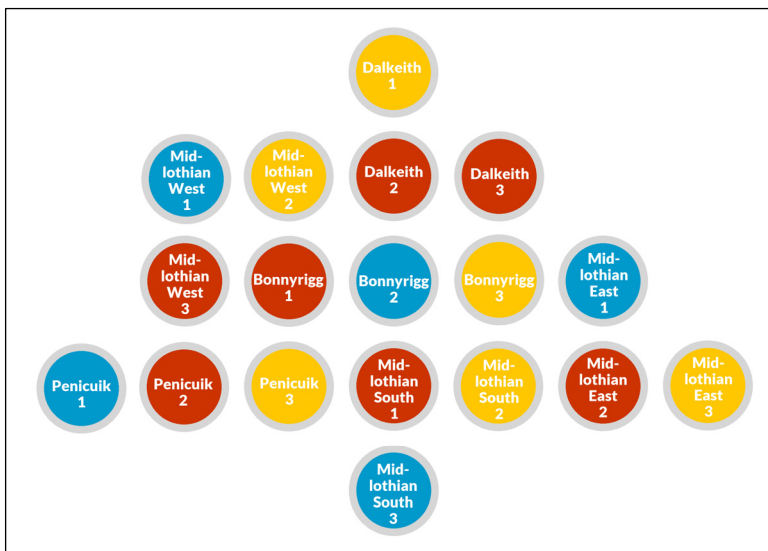 Dalkeith
1
Mid-
lothian
West
1
Mid-
lothian
West
2
Dalkeith
2
Dalkeith
3
Mid-
lothian
West
3
Bonnyrigg
1
Bonnyrigg
2
Bonnyrigg
3
Mid-
lothian
East
1
Penicuik
1
Penicuik
2
Penicuik
3
Mid-
lothian
South
1
Mid-
lothian
South
2
Mid-
lothian
East
2
Mid-
lothian
East
3
Mid-
lothian
South
3